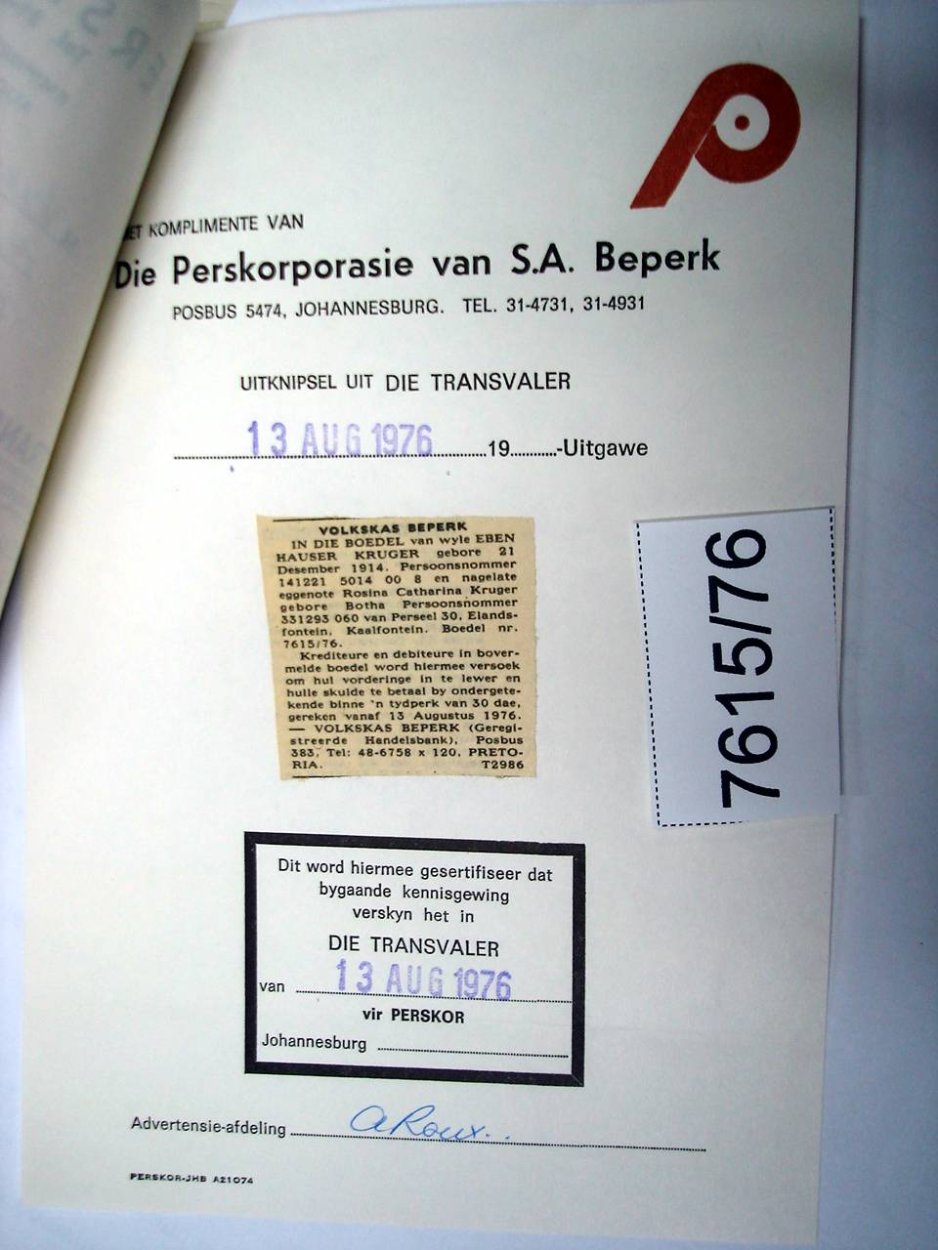 KOMPLIMENTE VAN
Die Perskorporasie van S.A. Beperk
POSBUS 5474, JOHANNESBURG. TEL. 31-4731, 31-4931
UITKNIPSEL UIT DIE TRANSVALER
13 AUG 1976 19 -Uitgawe
VOLKSKAS BEPERK
IN DIE BOEDEL van wyle EBEN
HAUSER KRUGER gebore 21
Desember 1914. Persoonsnommer
141221 5014 00 8 en nagelate
eggenote Rosina Catharina Kruger
gebore Botha Persoonsnommer
331293 060 van Perseel 30, Elands-
fontein, Kaalfontein. Boedel nr.
7615/76.
Krediteure en debiteure in bover-
melde boedel word hiermee versoek
om hul vorderinge in te lewer en
hulle skulde te betaal by ondergete-
kende binne 'n tydperk van 30 dae,
gereken vanaf 13 Augustus 1976.
— VOLKSKAS BEPERK (Geregi-
streerde Handelsbank), Posbus
383. Tel: 48-6758 x 120, PRETO-
RIA. T2986
7615/76
Dit word hiermee gesertifiseer dat
bygaande kennisgewing
verskyn het in
DIE TRANSVALER
van 13 AUG 1976
vir PERSKOR
Johannesburg
Advertensie-afdeling A Roux.
PERSKOR-JHB A21074